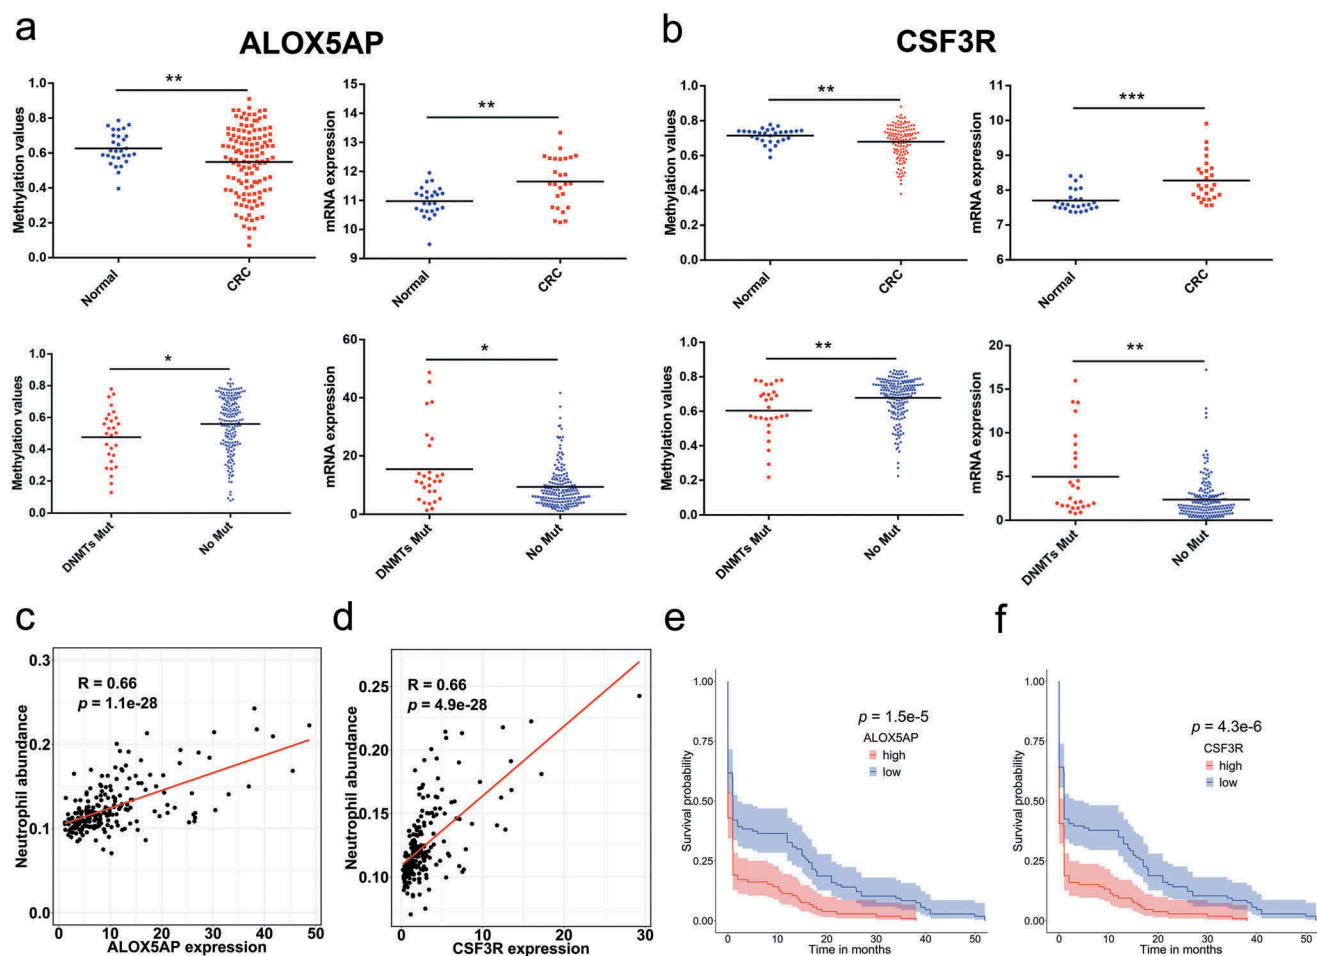 a
ALOX5AP
b
CSF3R
Methylation values
1.0
0.8
0.6
0.4
0.2
0.0
**
Normal
CRC
mRNA expression
15
14
13
12
11
10
9
**
Normal
CRC
Methylation values
1.0
0.8
0.6
0.4
0.2
0.0
**
Normal
CRC
mRNA expression
11
10
9
8
7
6
***
Normal
CRC
Methylation values
1.0
0.8
0.6
0.4
0.2
0.0
*
DNMTs Mut
No Mut
mRNA expression
60
40
20
10
0
*
DNMTs Mut
No Mut
Methylation values
1.0
0.8
0.6
0.4
0.2
0.0
**
DNMTs Mut
No Mut
mRNA expression
20
15
10
5
0
**
DNMTs Mut
No Mut
c
Neutrophil abundance
0.3
0.2
0.1
0.0
R = 0.66
p = 1.1e-28
0 10 20 30 40 50
ALOX5AP expression
d
Neutrophil abundance
0.25
0.20
0.15
0.10
R = 0.66
p = 4.9e-28
0 10 20 30
CSF3R expression
e
Survival probability
1.00
0.75
0.50
0.25
0.00
p = 1.5e-5
ALOX5AP
high
low
0 10 20 30 40 50
Time in months
f
Survival probability
1.00
0.75
0.50
0.25
0.00
p = 4.3e-6
CSF3R
high
low
0 10 20 30 40 50
Time in months